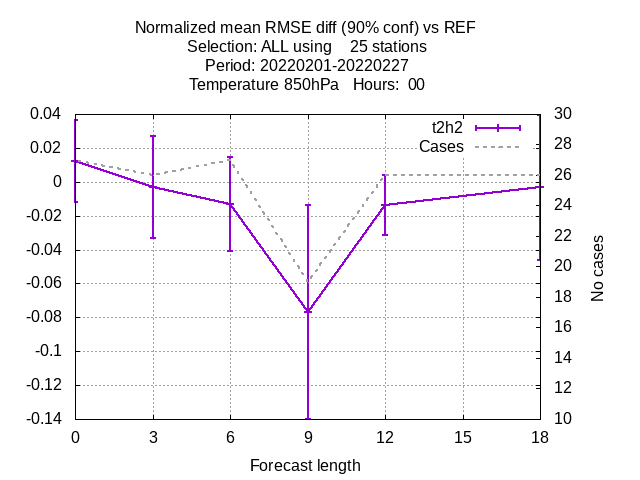 Normalized mean RMSE diff (90% conf) vs REF
Selection: ALL using    25 stations
Period: 20220201-20220227
Temperature 850hPa   Hours:  00
t2h2
Cases
0.04
0.02
0
-0.02
-0.04
-0.06
-0.08
-0.1
-0.12
-0.14
30
28
26
24
22
20
18
16
14
12
10
No cases
0 3 6 9 12 15 18
Forecast length